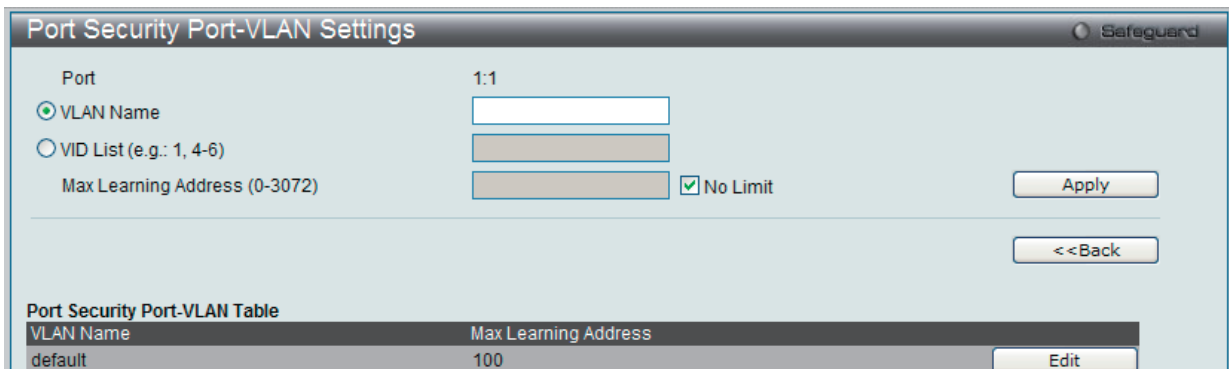 Port Security Port-VLAN Settings Safeguard
Port 1:1
VLAN Name
VID List (e.g.: 1, 4-6)
Max Learning Address (0-3072) No Limit Apply
<<Back
Port Security Port-VLAN Table
VLAN Name Max Learning Address
default 100 Edit